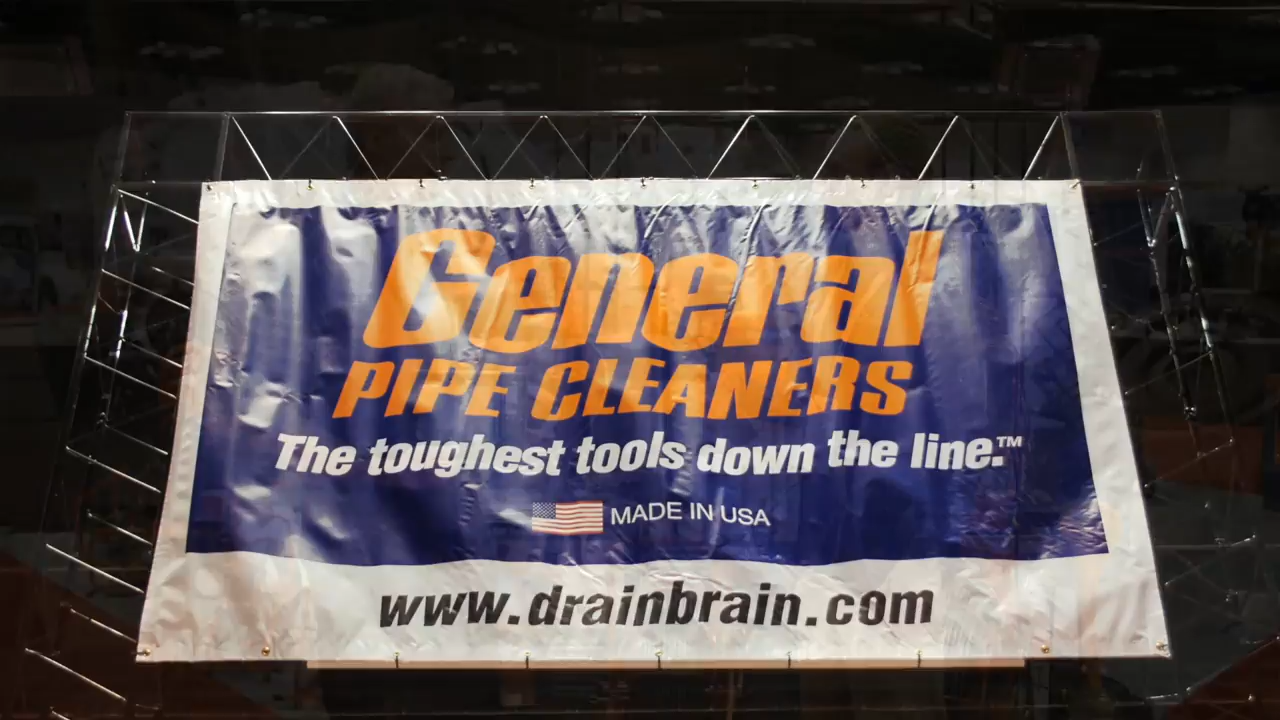 General
PIPE CLEANERS
The toughest tools down the line.™
MADE IN USA
www.drainbrain.com